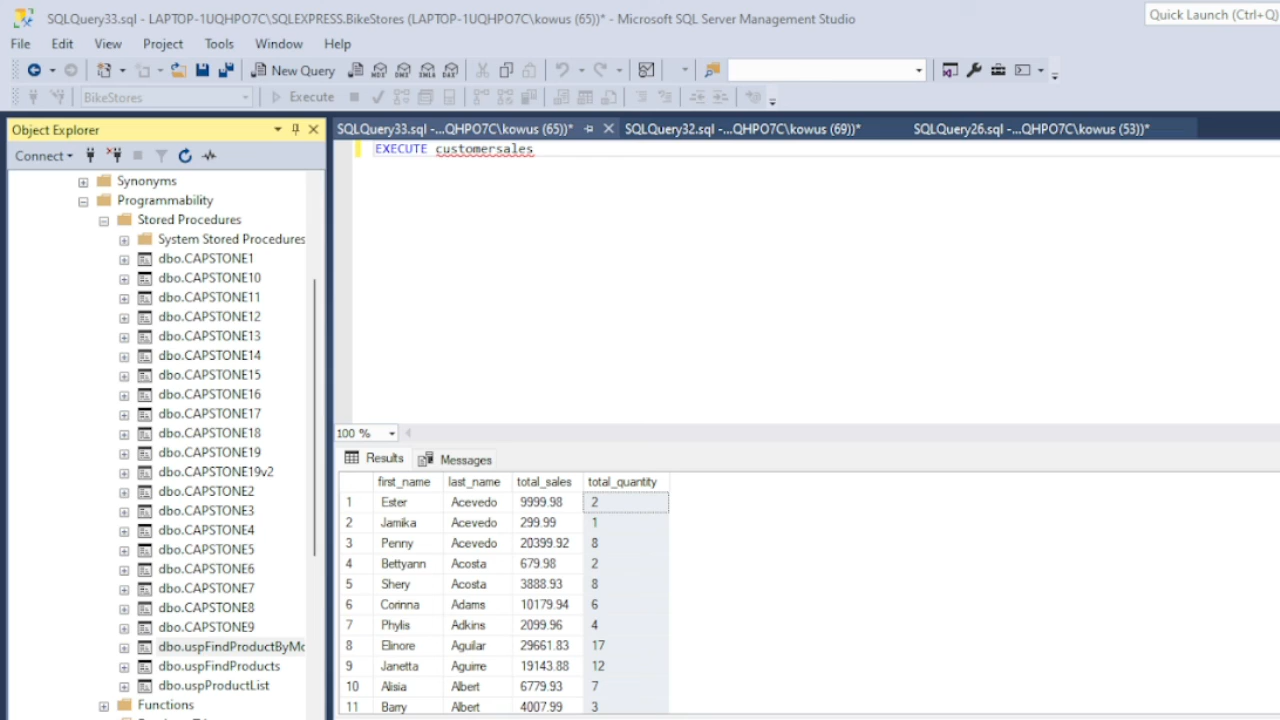 SQLQuery33.sql - LAPTOP-1UQHPO7C\SQLEXPRESS.BikeStores (LAPTOP-1UQHPO7C\kowus (65))* - Microsoft SQL Server Management Studio
Quick Launch (Ctrl+Q)
File Edit View Project Tools Window Help
New Query MDX DMX XMLA DAX
BikeStores Execute
Object Explorer
SQLQuery33.sql -...QHPO7C\kowus (65))* SQLQuery32.sql -...QHPO7C\kowus (69))* SQLQuery26.sql -...QHPO7C\kowus (53))*
Connect
EXECUTE customersales
Synonyms
Programmability
Stored Procedures
System Stored Procedures
dbo.CAPSTONE1
dbo.CAPSTONE10
dbo.CAPSTONE11
dbo.CAPSTONE12
dbo.CAPSTONE13
dbo.CAPSTONE14
dbo.CAPSTONE15
dbo.CAPSTONE16
dbo.CAPSTONE17
dbo.CAPSTONE18
dbo.CAPSTONE19
dbo.CAPSTONE19v2
dbo.CAPSTONE2
dbo.CAPSTONE3
dbo.CAPSTONE4
dbo.CAPSTONE5
dbo.CAPSTONE6
dbo.CAPSTONE7
dbo.CAPSTONE8
dbo.CAPSTONE9
dbo.uspFindProductByMo
dbo.uspFindProducts
dbo.uspProductList
Functions
100 %
Results Messages
first_name last_name total_sales total_quantity
1 Ester Acevedo 9999.98 2
2 Jamika Acevedo 299.99 1
3 Penny Acevedo 20399.92 8
4 Bettyann Acosta 679.98 2
5 Shery Acosta 3888.93 8
6 Corinna Adams 10179.94 6
7 Phylis Adkins 2099.96 4
8 Elinore Aguilar 29661.83 17
9 Janetta Aguirre 19143.88 12
10 Alisia Albert 6779.93 7
11 Barry Albert 4007.99 3